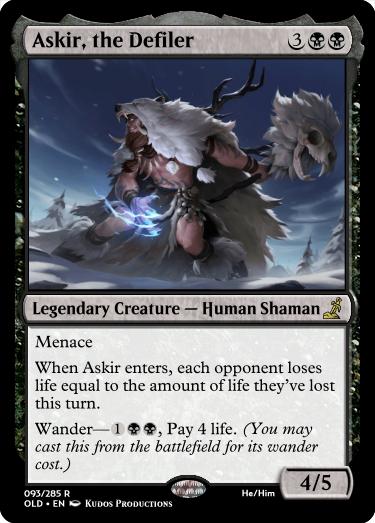 Askir, the Defiler 3
Legendary Creature — Human Shaman
Menace
When Askir enters, each opponent loses
life equal to the amount of life they've lost
this turn.
Wander—1, Pay 4 life. (You may
cast this from the battlefield for its wander
cost.)
4/5
093/285 R He/Him
OLD • EN Kudos Productions